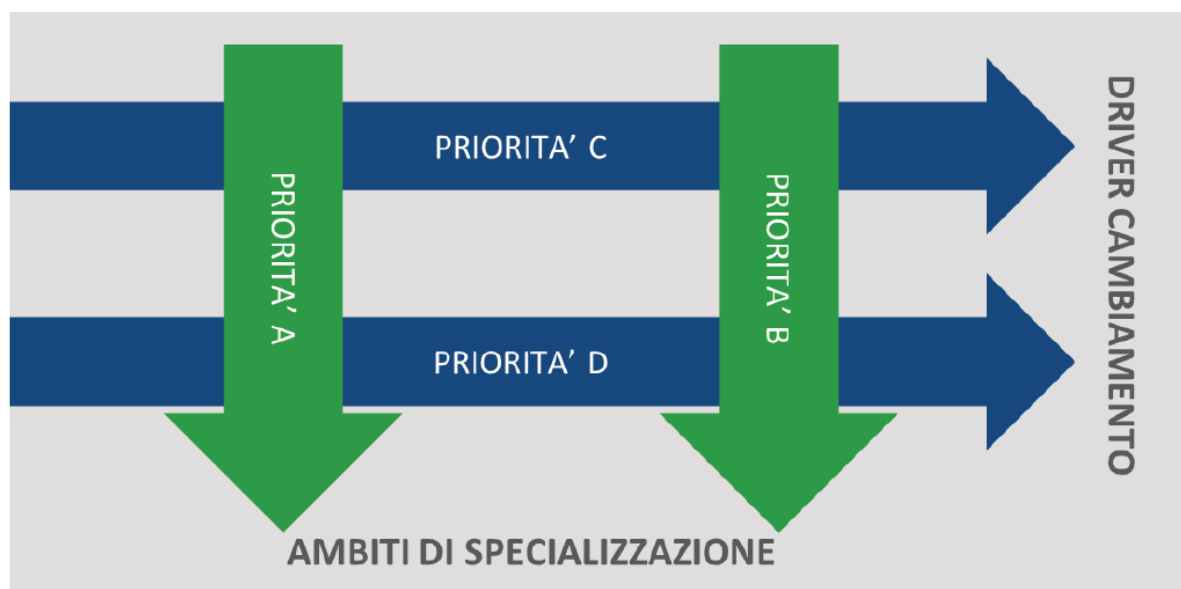 PRIORITA’ C
PRIORITA’ A
PRIORITA’ B
PRIORITA’ D
DRIVER CAMBIAMENTO
AMBITI DI SPECIALIZZAZIONE